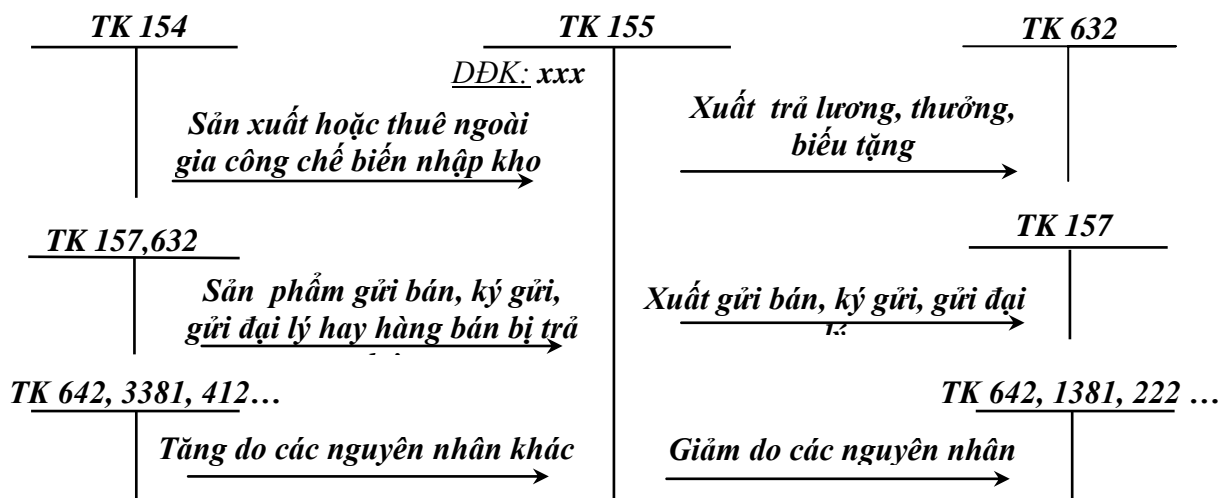 TK 154
TK 155
TK 632
DĐK: xxx
Sản xuất hoặc thuê ngoài
gia công chế biến nhập kho
Xuất trả lương, thưởng,
biếu tặng
TK 157,632
TK 157
Sản phẩm gửi bán, ký gửi,
gửi đại lý hay hàng bán bị trả
Xuất gửi bán, ký gửi, gửi đại
TK 642, 3381, 412…
TK 642, 1381, 222 …
Tăng do các nguyên nhân khác
Giảm do các nguyên nhân